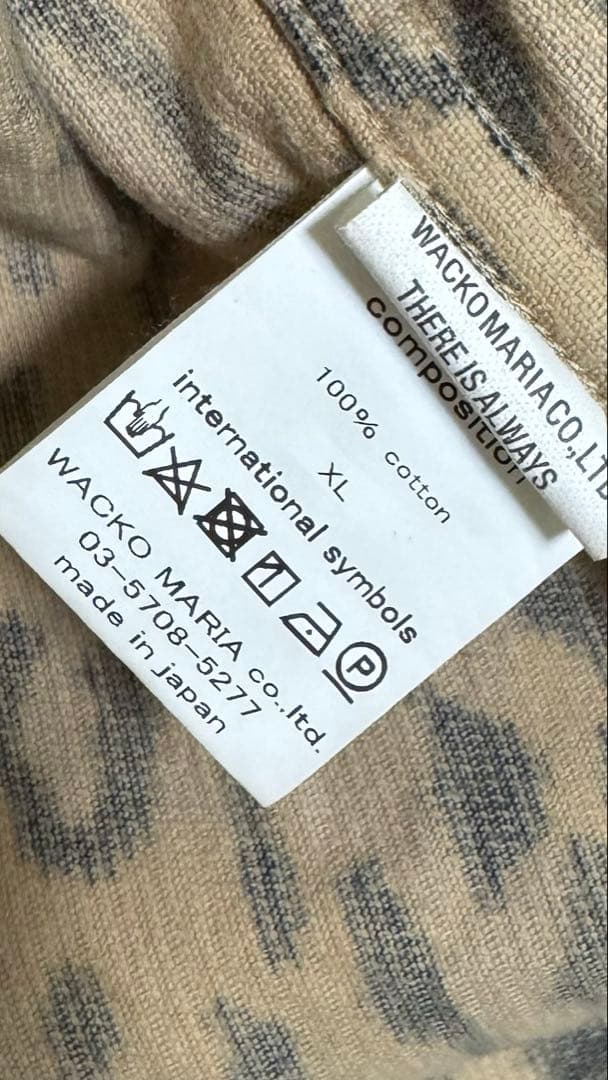 WACKO MARIA CO.,LT
THERE IS ALWAYS
composition
100% cotton
XL
international symbols
P
WACKO MARIA co.,ltd.
03-5708-5277
made in japan